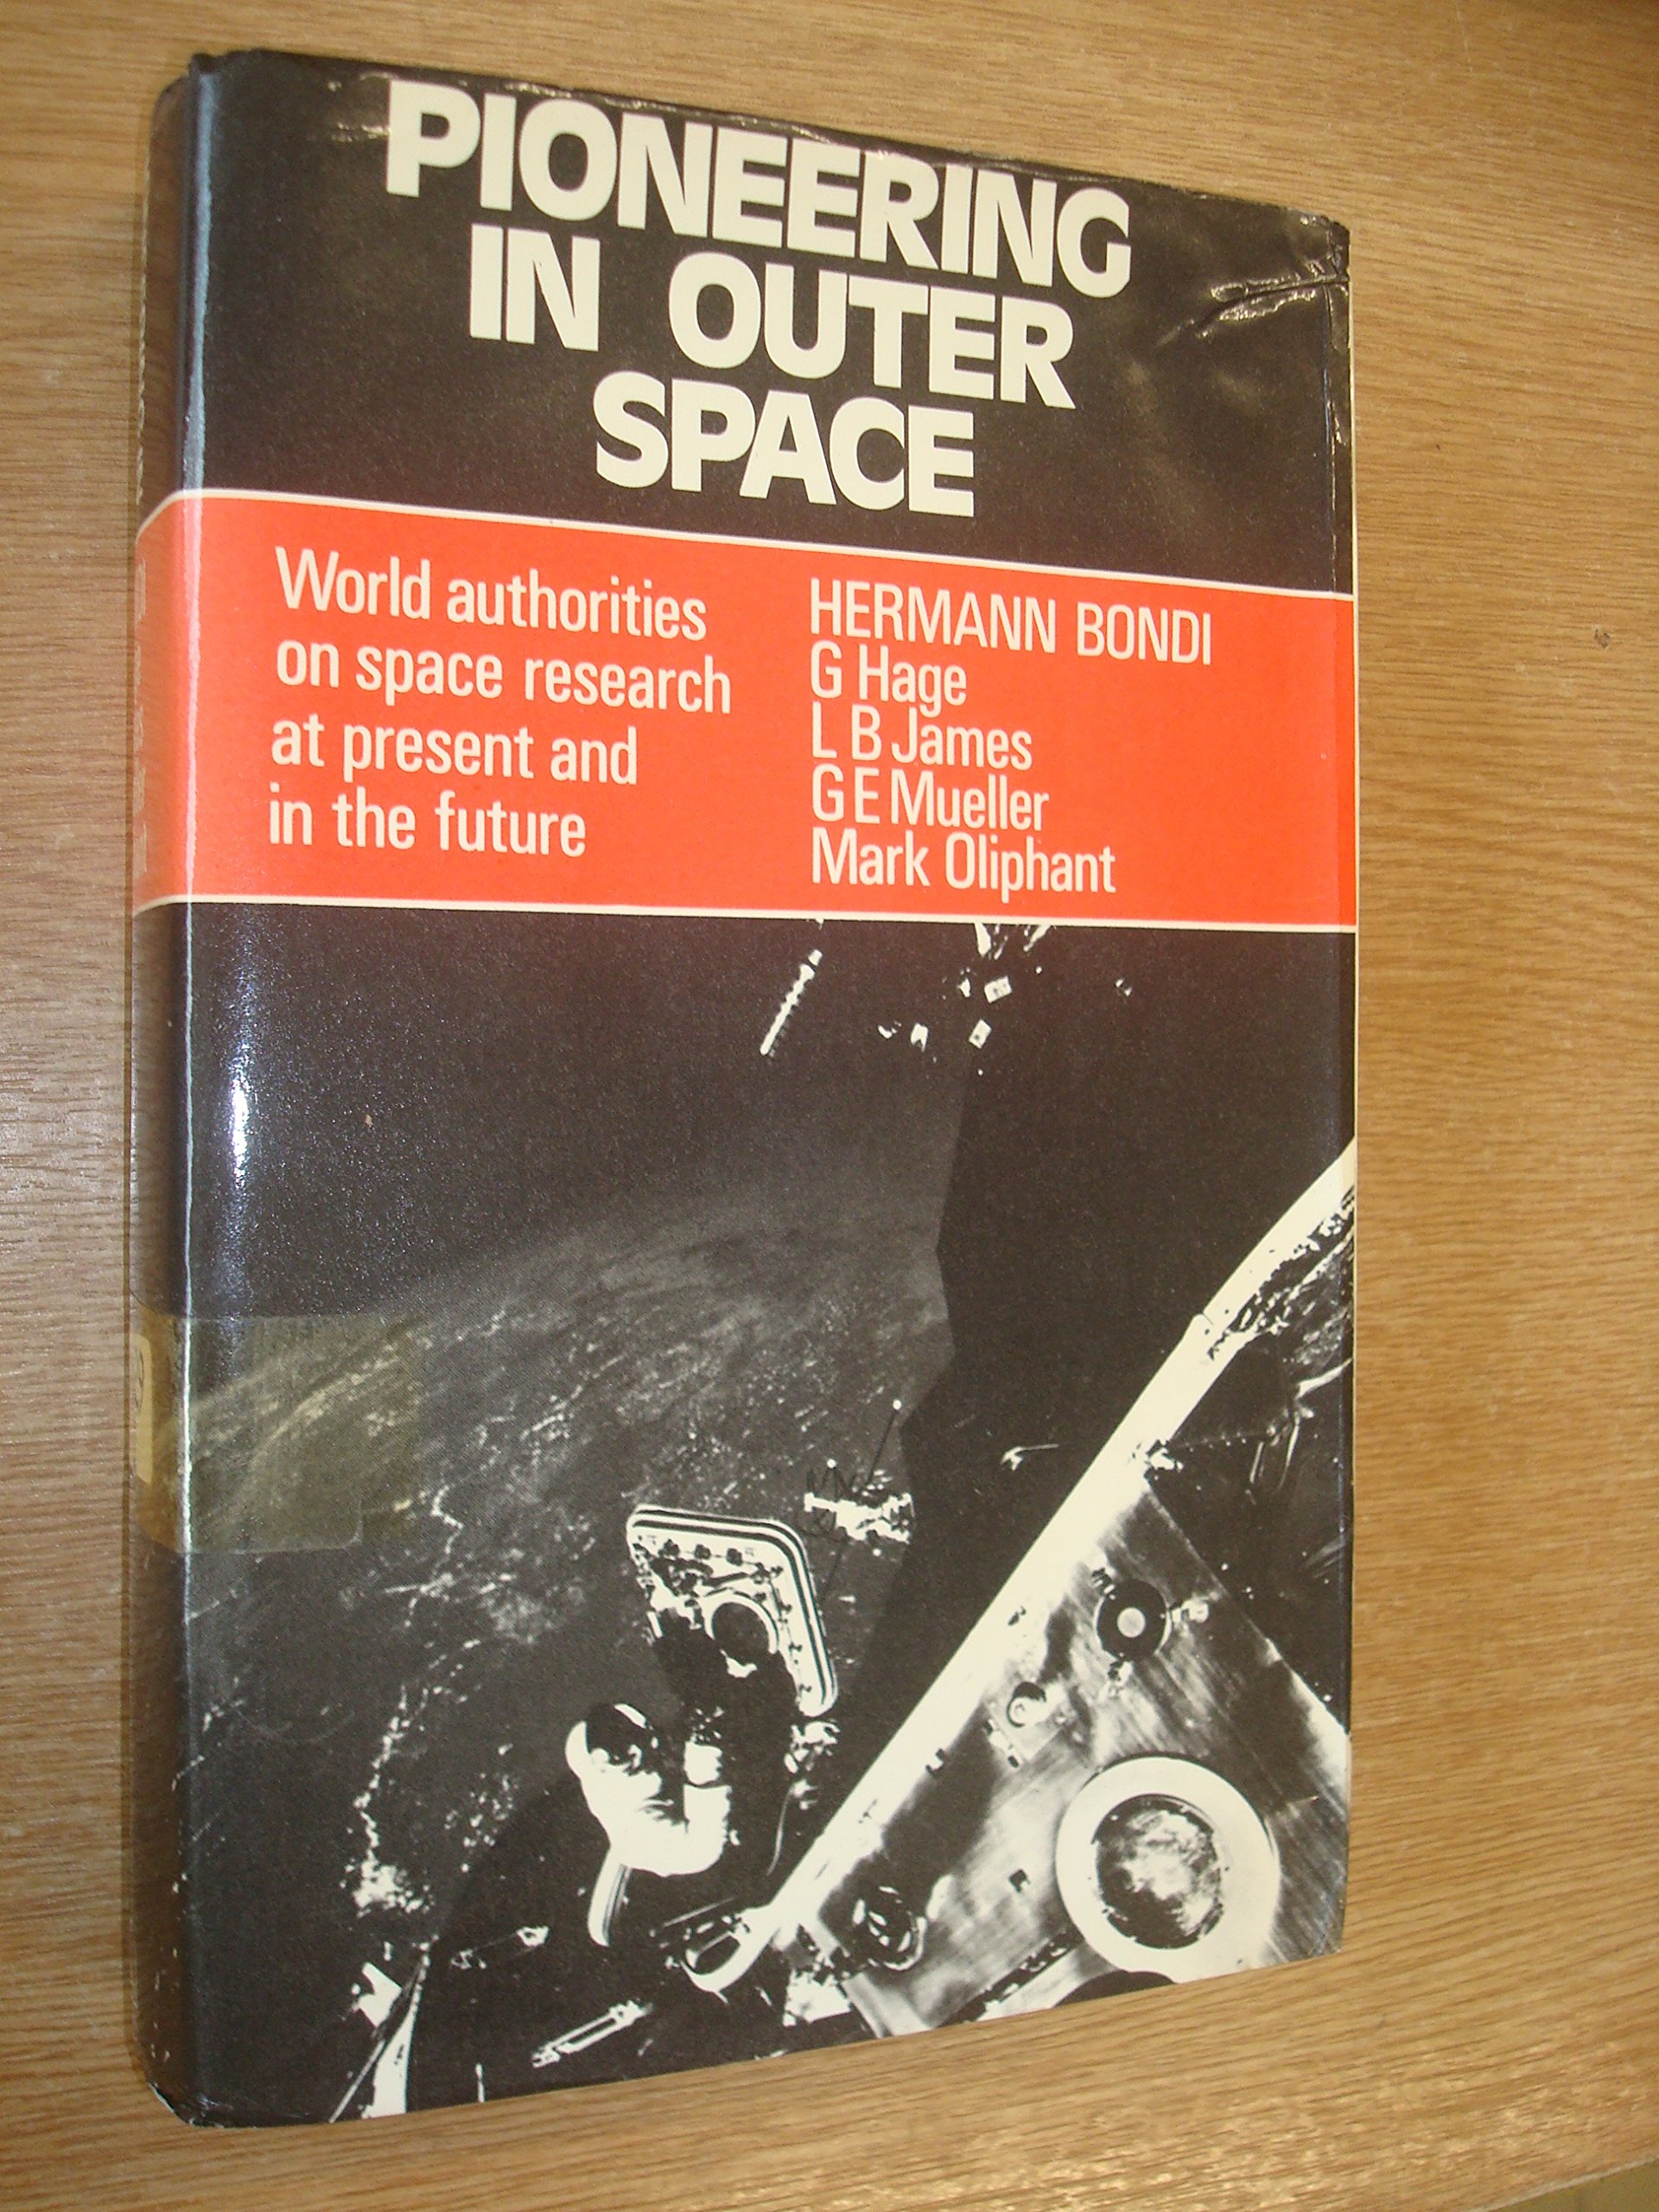 PIONEERING
IN OUTER
SPACE
World authorities
on space research
at present and
in the future
HERMANN BONDI
G Hage
L B James
G E Mueller
Mark Oliphant